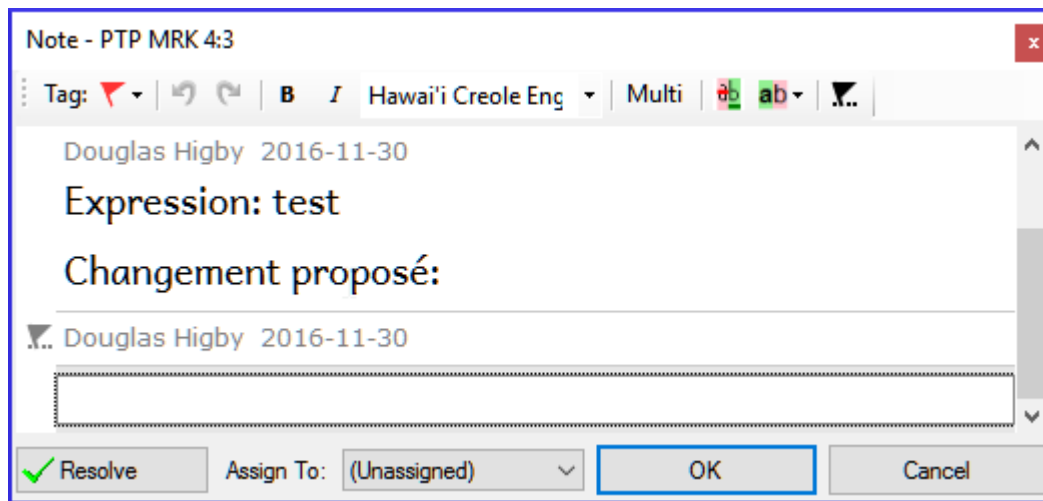 Note - PTP MRK 4:3
x
Tag: B I Hawai'i Creole Eng Multi ab ab
Douglas Higby 2016-11-30
Expression: test
Changement proposé:
Douglas Higby 2016-11-30
Resolve Assign To: (Unassigned) OK Cancel